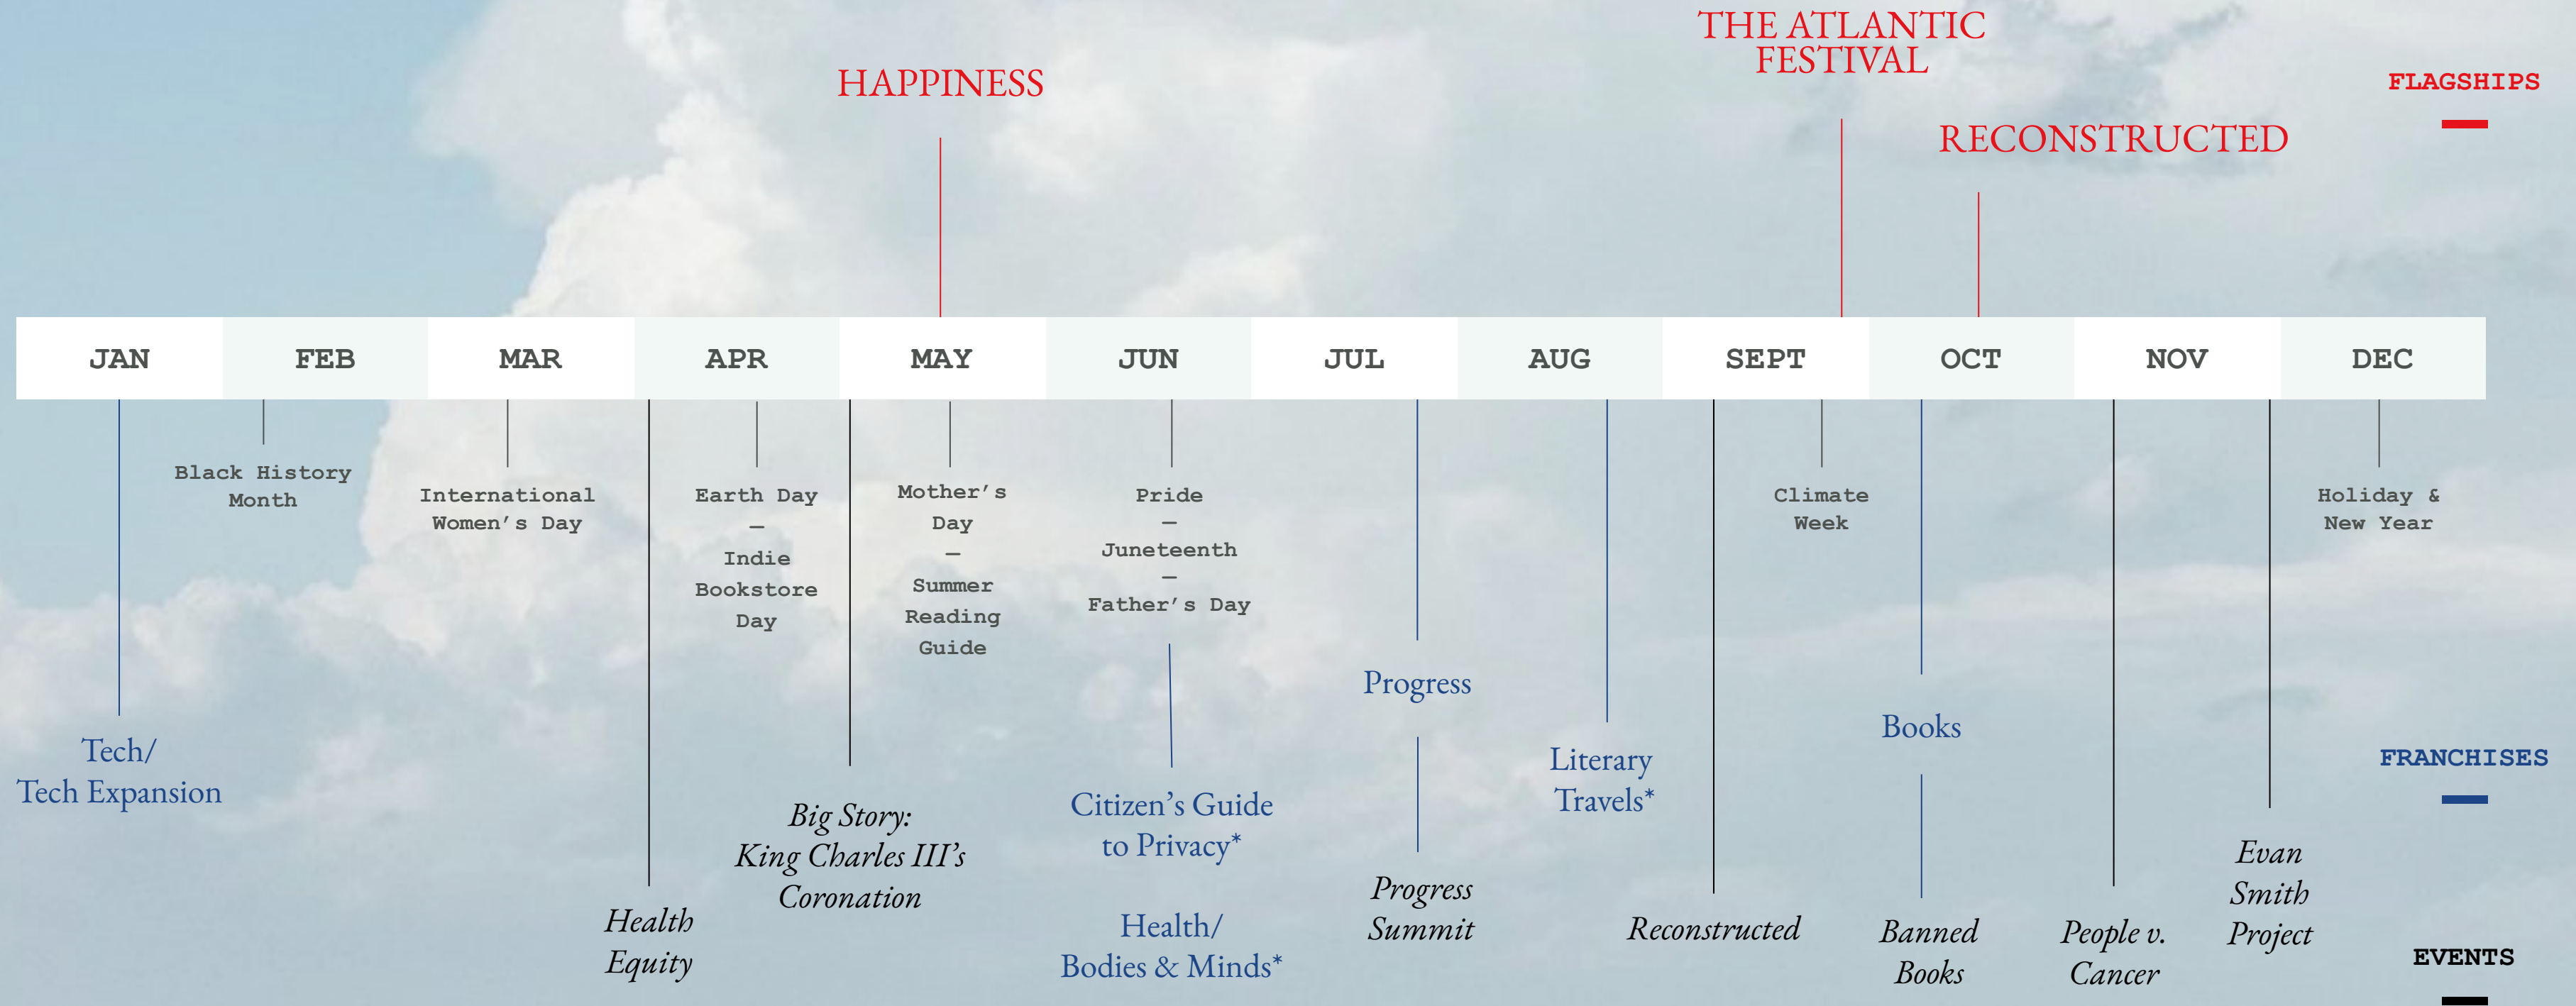 THE ATLANTIC
FESTIVAL
HAPPINESS
FLAGSHIPS
RECONSTRUCTED
JAN FEB MAR APR MAY JUN JUL AUG SEPT OCT NOV DEC
Black History
Month
International
Women’s Day
Earth Day
—
Indie
Bookstore
Day
Mother’s
Day
—
Summer
Reading
Guide
Pride
—
Juneteenth
—
Father’s Day
Climate
Week
Holiday &
New Year
Tech/
Tech Expansion
Progress
Literary
Travels*
Books
FRANCHISES
Big Story:
King Charles III’s
Coronation
Citizen’s Guide
to Privacy*
Health/
Bodies & Minds*
Health
Equity
Progress
Summit
Reconstructed
Banned
Books
People v.
Cancer
Evan
Smith
Project
EVENTS